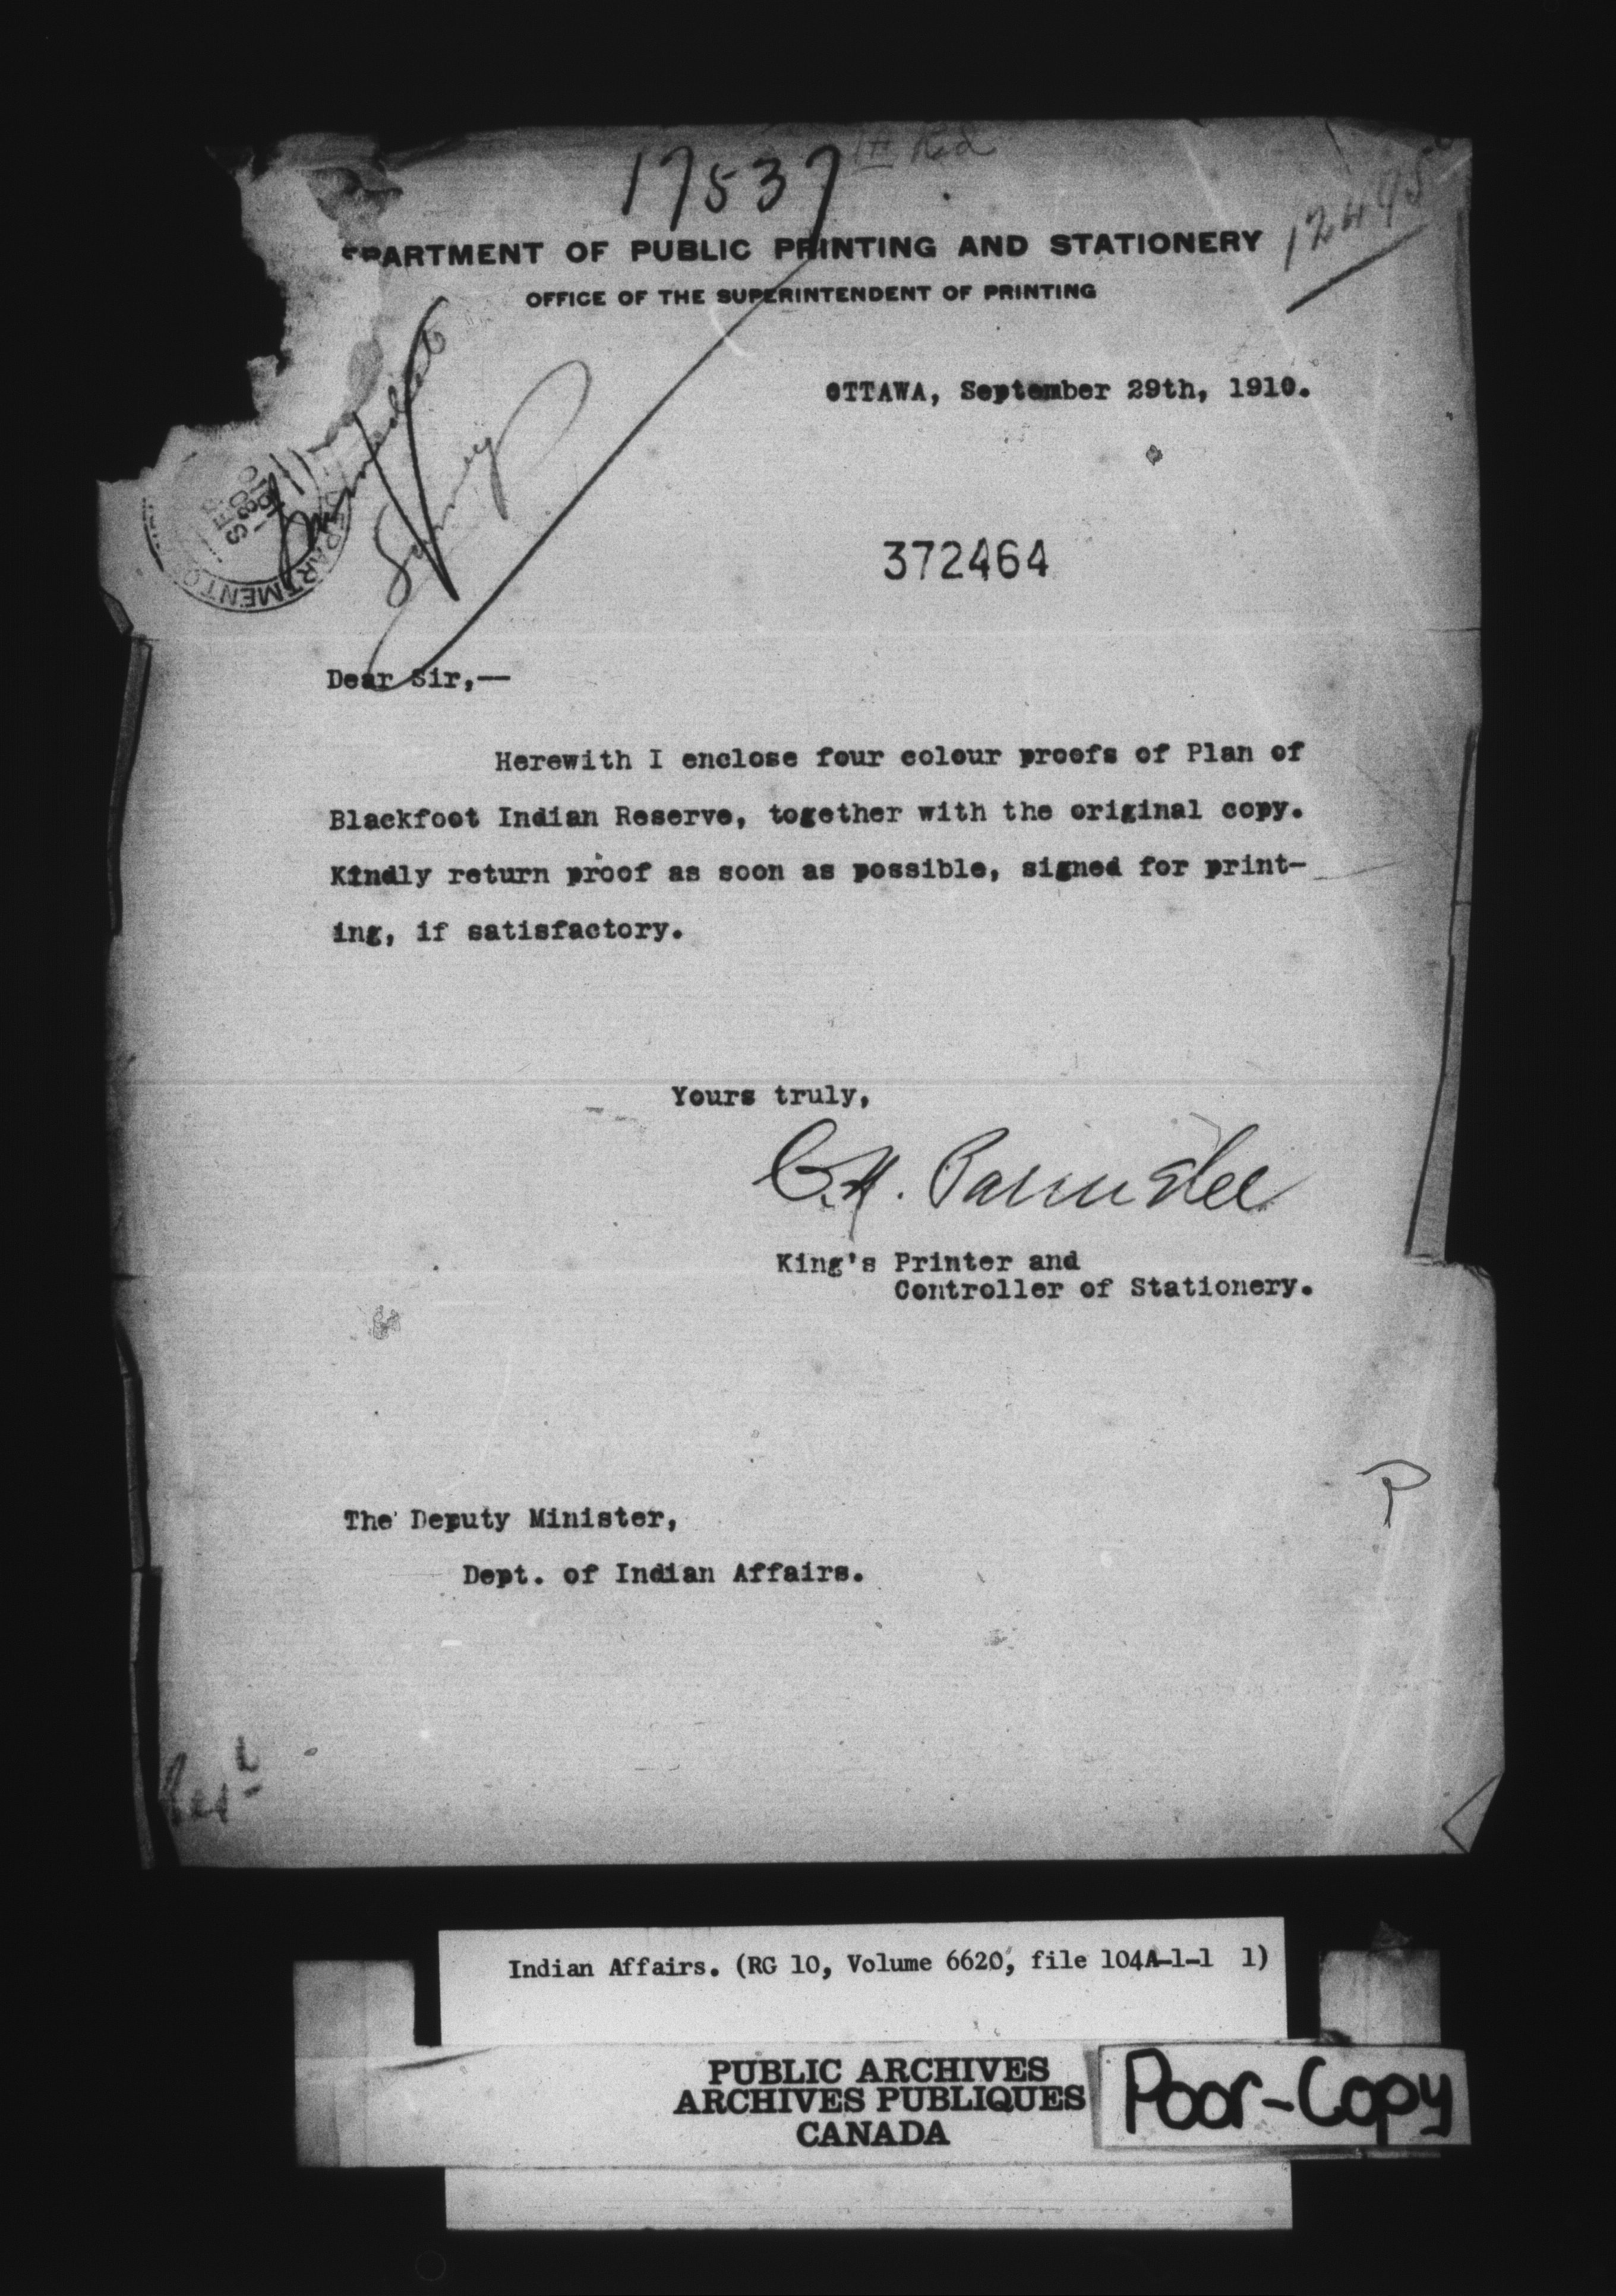 17537
12495
EPARTMENT OF PUBLIC PRINTING AND STATIONERY
OFFICE OF THE SUPERINTENDENT OF PRINTING
OTTAWA, September 29th, 1910.
Survey
372464
Dear Sir,—
Herewith I enclose four colour proofs of Plan of
Blackfoot Indian Reserve, together with the original copy.
Kindly return proof as soon as possible, signed for print-
ing, if satisfactory.
Yours truly,
C.H. Parmelee
King's Printer and
Controller of Stationery.
The Deputy Minister,
Dept. of Indian Affairs.
P
Indian Affairs. (RG 10, Volume 6620, file 104A-1-1 1)
PUBLIC ARCHIVES
ARCHIVES PUBLIQUES
CANADA
Poor-Copy